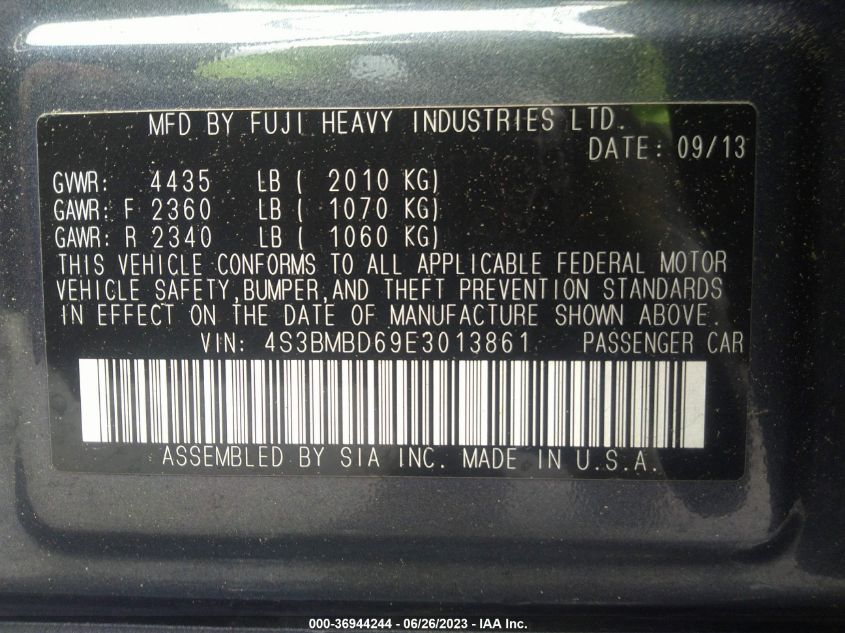 MFD BY FUJI HEAVY INDUSTRIES LTD.
DATE: 09/13
GVWR: 4435 LB ( 2010 KG)
GAWR: F 2360 LB ( 1070 KG)
GAWR: R 2340 LB ( 1060 KG)
THIS VEHICLE CONFORMS TO ALL APPLICABLE FEDERAL MOTOR
VEHICLE SAFETY,BUMPER,AND THEFT PREVENTION STANDARDS
IN EFFECT ON THE DATE OF MANUFACTURE SHOWN ABOVE.
VIN: 4S3BMBD69E3013861 PASSENGER CAR
ASSEMBLED BY SIA INC. MADE IN U.S.A.
000-36944244 - 06/26/2023 - IAA Inc.